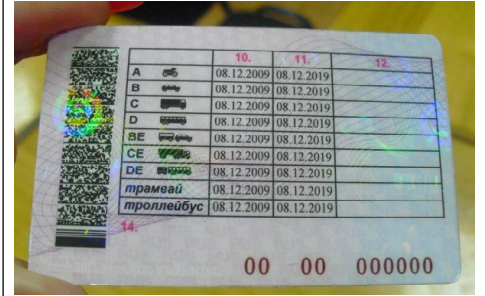 10. 11. 12.
A 08.12.2009 08.12.2019
B 08.12.2009 08.12.2019
C 08.12.2009 08.12.2019
D 08.12.2009 08.12.2019
BE 08.12.2009 08.12.2019
CE 08.12.2009 08.12.2019
DE 08.12.2009 08.12.2019
трамвай 08.12.2009 08.12.2019
троллейбус 08.12.2009 08.12.2019
14.
00 00 000000